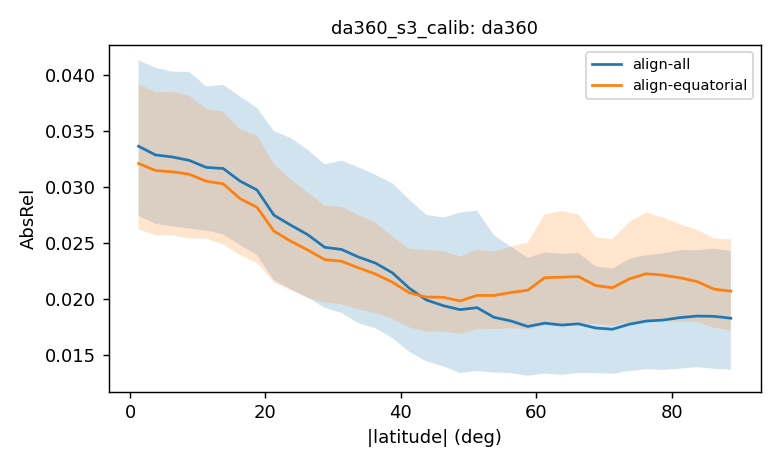 da360_s3_calib: da360
align-all
align-equatorial
AbsRel
0.040
0.035
0.030
0.025
0.020
0.015
0 20 40 60 80
|latitude| (deg)